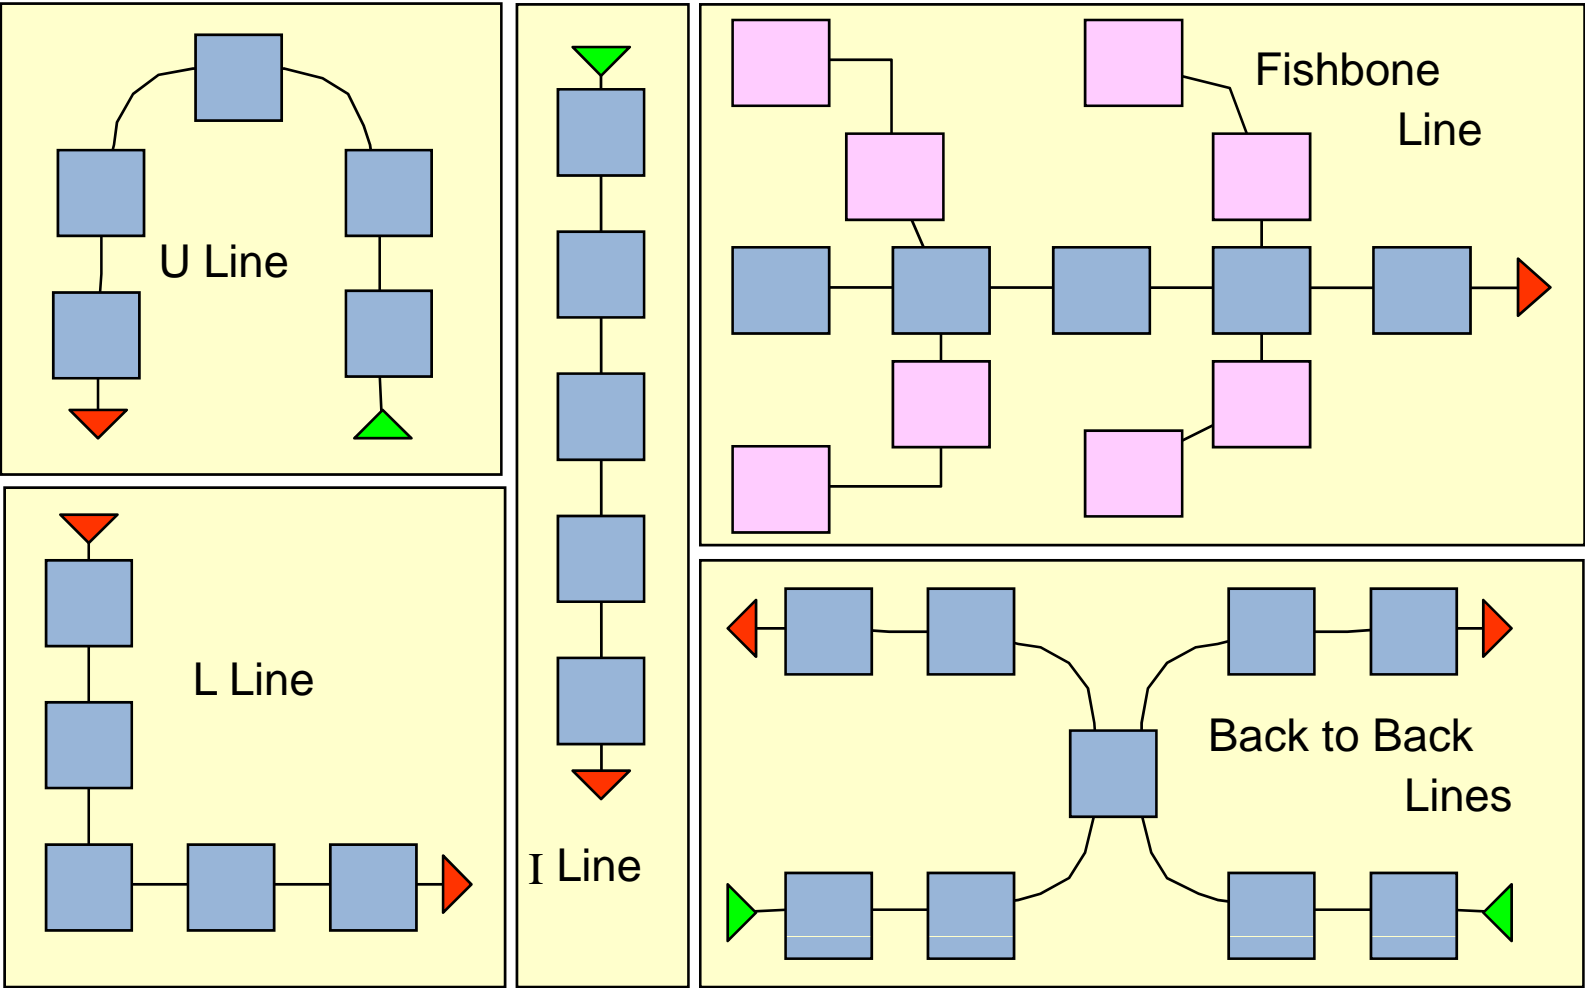 U Line
L Line
I Line
Fishbone
Line
Back to Back
Lines